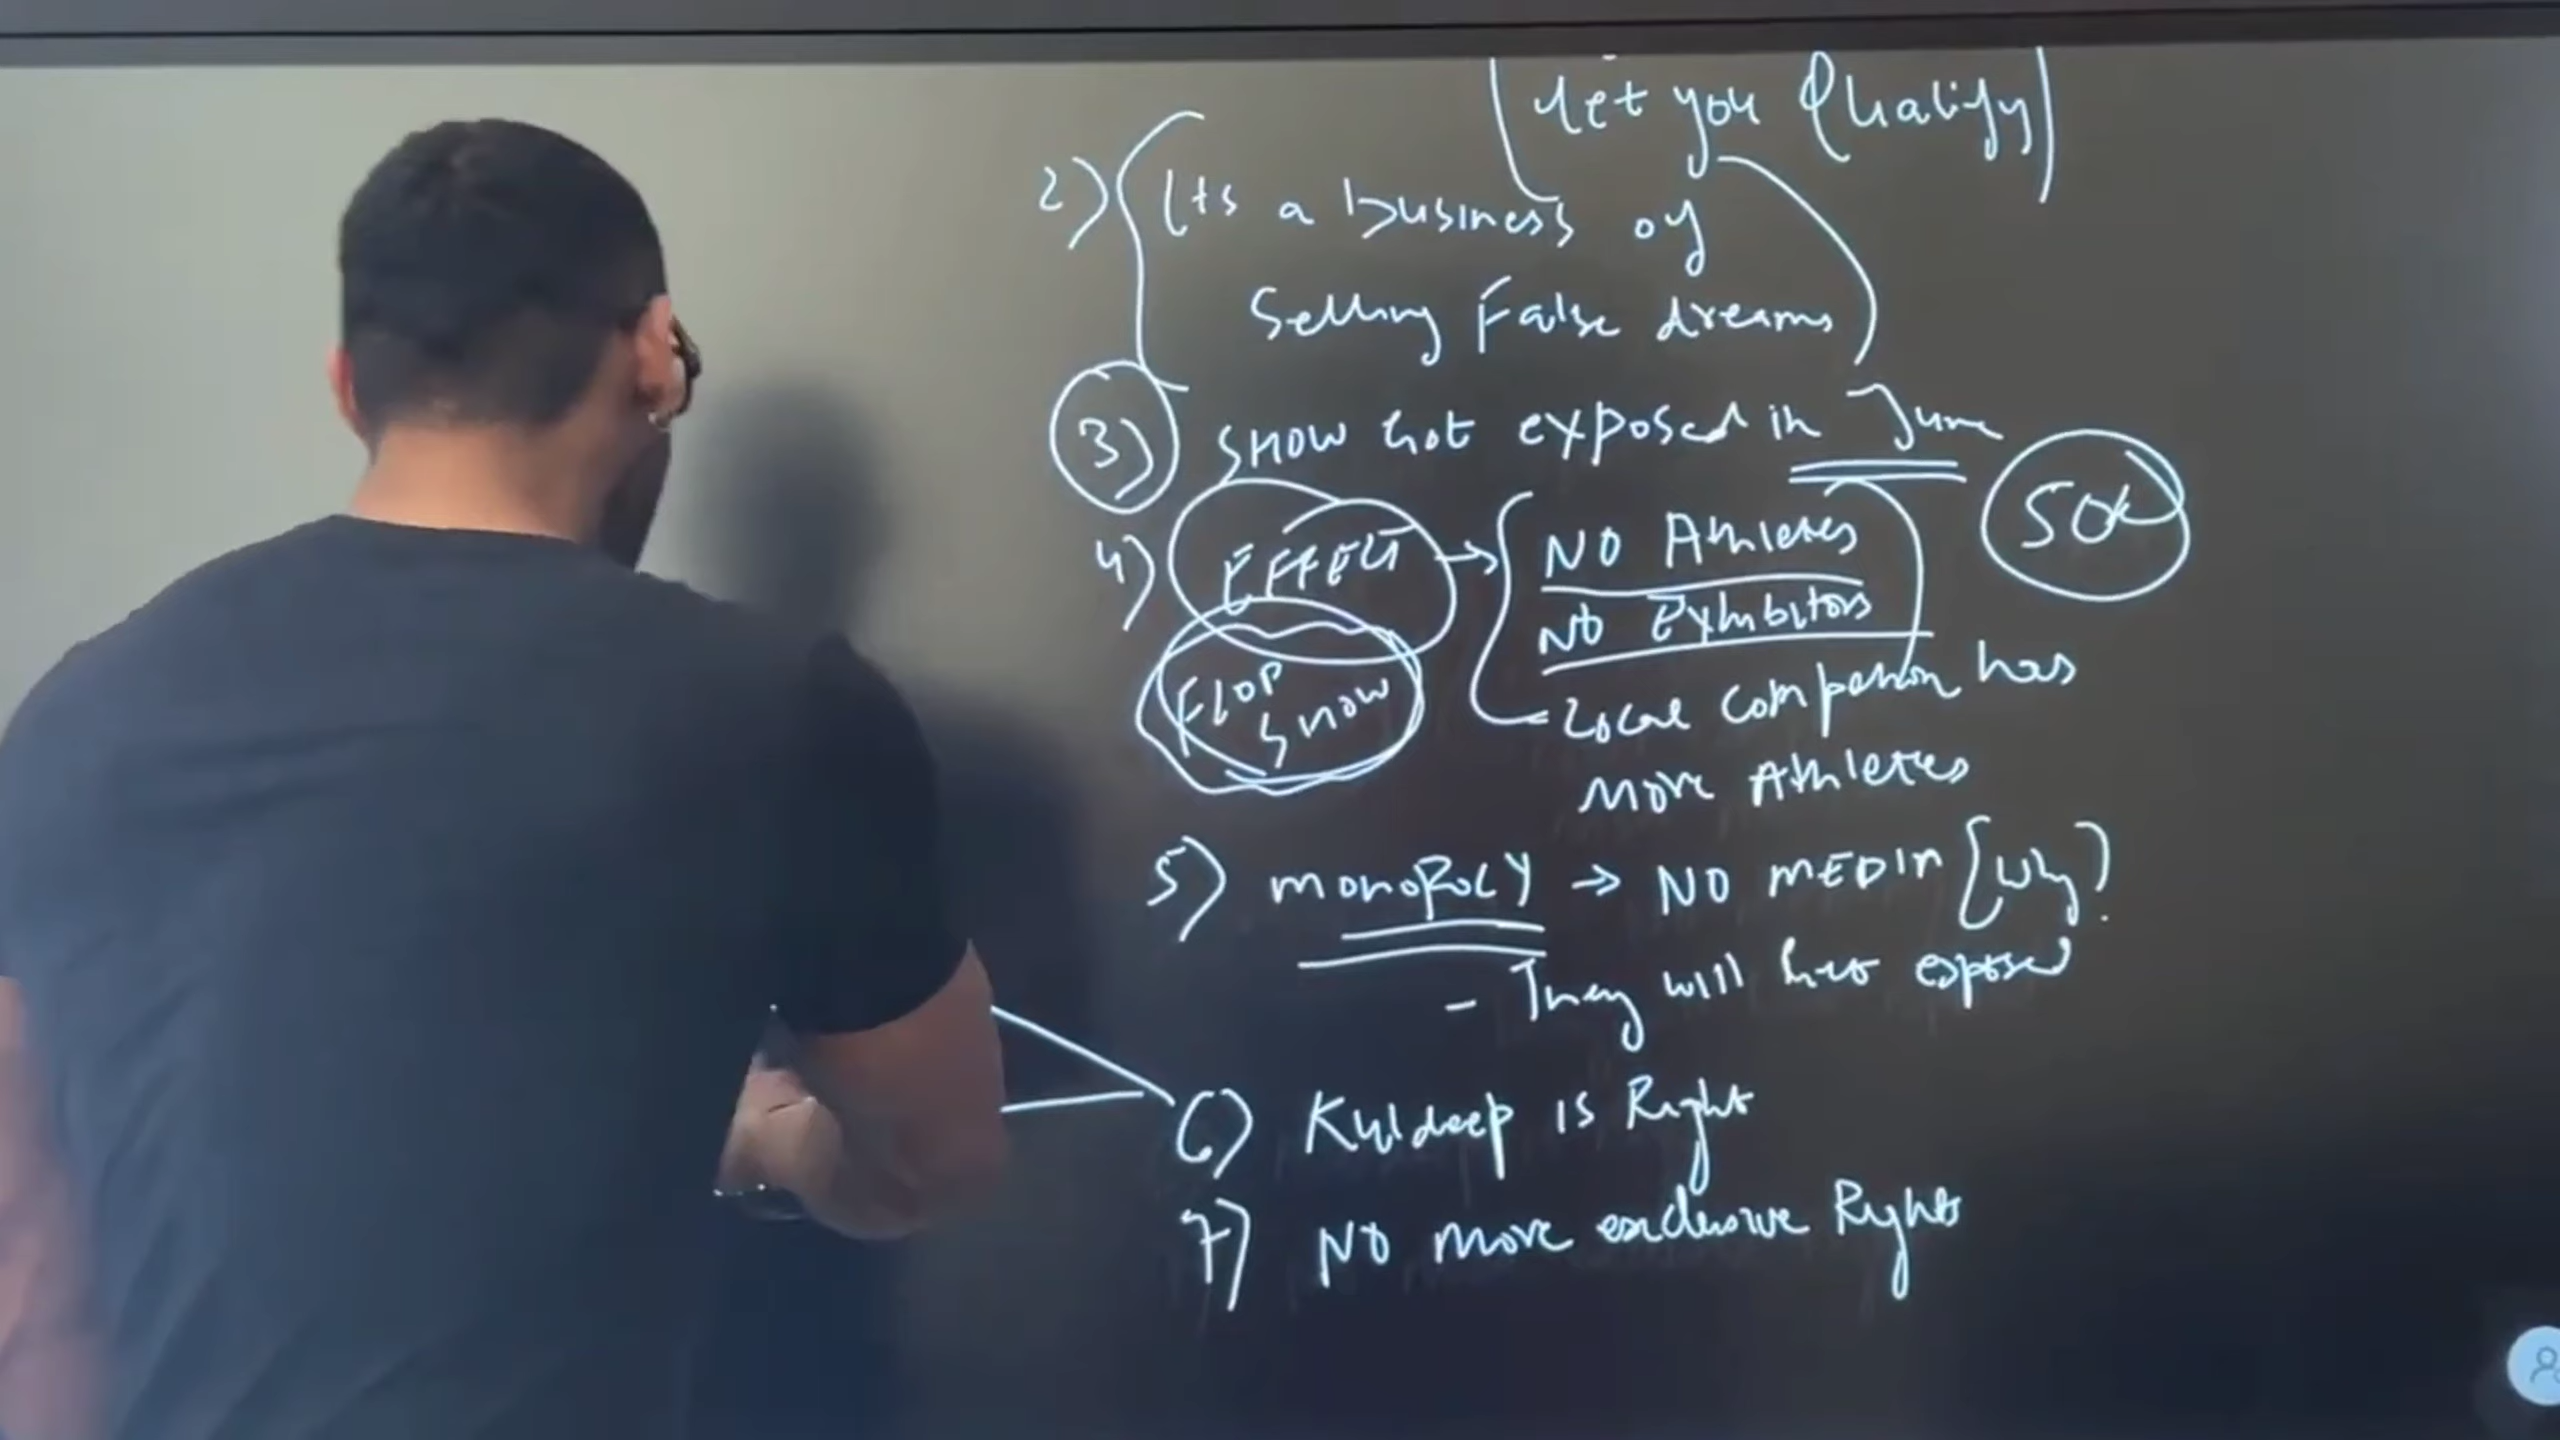 let you Qualify
2) Its a business of
Selling False dreams
3) SHOW got exposed in June
50k
4) EFFECT → NO Athletes
NO Exhibitors
FLOP SHOW
Local Competition has
More Athletes
5) MONOPOLY → NO MEDIA {Why?
- They will get exposed
6) Kuldeep is Right
7) NO More exclusive Rights